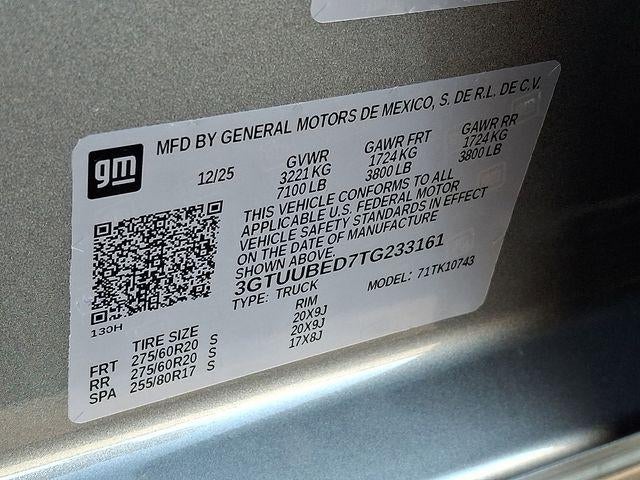 MFD BY GENERAL MOTORS DE MEXICO, S. DE R.L. DE C.V.
gm
12/25
GVWR
3221 KG
7100 LB
GAWR FRT
1724 KG
3800 LB
GAWR RR
1724 KG
3800 LB
THIS VEHICLE CONFORMS TO ALL
APPLICABLE U.S. FEDERAL MOTOR
VEHICLE SAFETY STANDARDS IN EFFECT
ON THE DATE OF MANUFACTURE
SHOWN ABOVE.
3GTUUBED7TG233161
TYPE: TRUCK MODEL: 71TK10743
130H
TIRE SIZE RIM
FRT 275/60R20 S 20X9J
RR 275/60R20 S 20X9J
SPA 255/80R17 S 17X8J